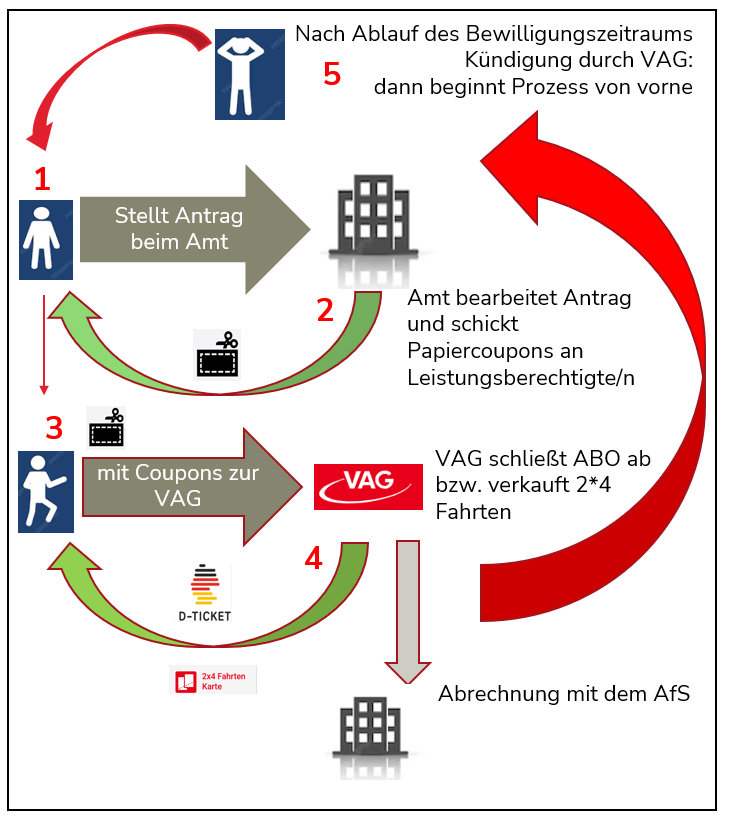 Nach Ablauf des Bewilligungszeitraums
Kündigung durch VAG:
dann beginnt Prozess von vorne
5
1
Stellt Antrag
beim Amt
2
Amt bearbeitet Antrag
und schickt
Papiercoupons an
Leistungsberechtigte/n
3
mit Coupons zur
VAG
VAG
VAG schließt ABO ab
bzw. verkauft 2*4
Fahrten
4
D-TICKET
2x4 Fahrten
Karte
Abrechnung mit dem AfS